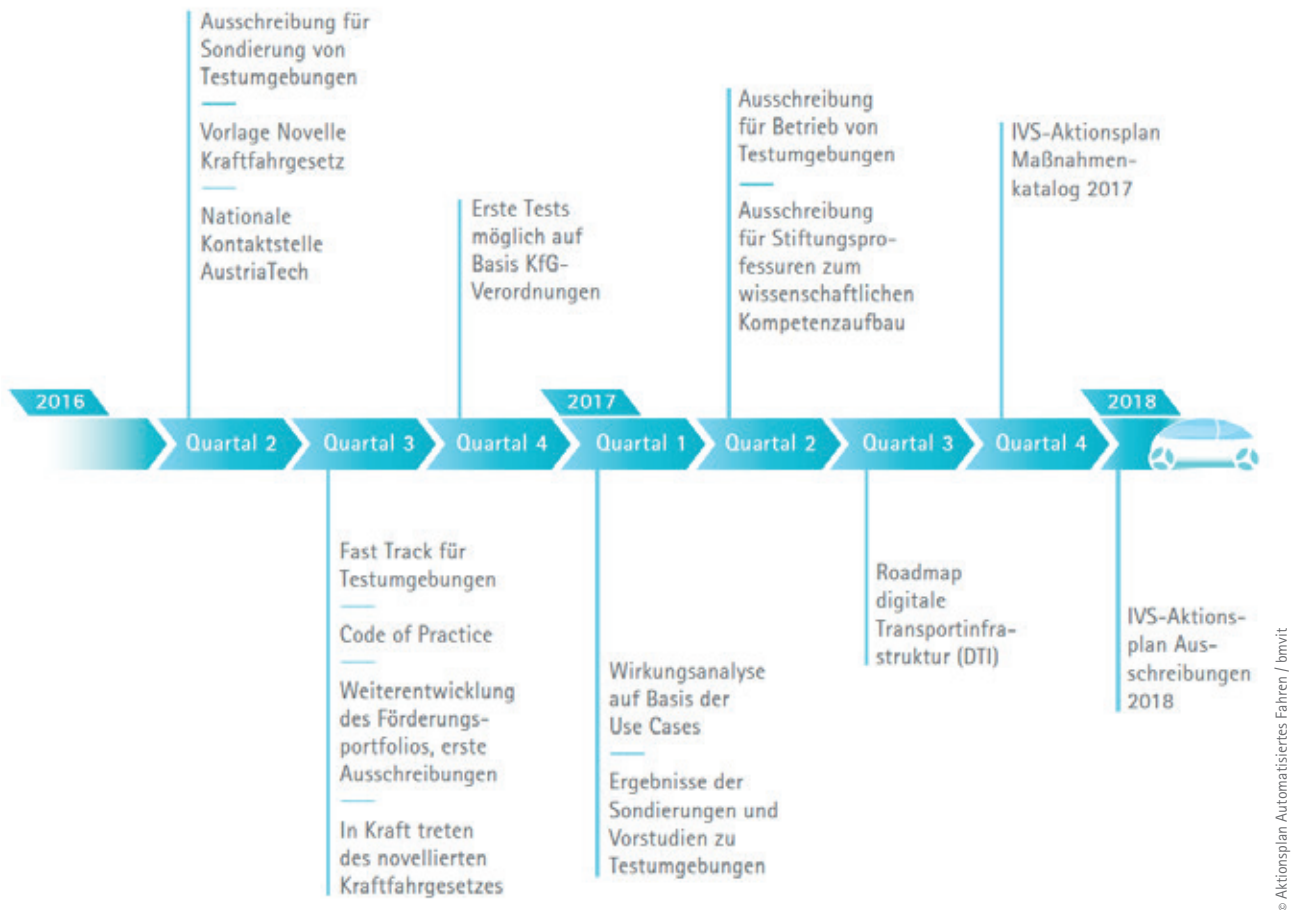 Ausschreibung für
Sondierung von
Testumgebungen
Vorlage Novelle
Kraftfahrgesetz
Nationale
Kontaktstelle
AustriaTech
Erste Tests
möglich auf
Basis KfG-
Verordnungen
Ausschreibung
für Betrieb von
Testumgebungen
Ausschreibung
für Stiftungspro-
fessuren zum
wissenschaftlichen
Kompetenzaufbau
IVS-Aktionsplan
Maßnahmen-
katalog 2017
2016
2017
2018
Quartal 2
Quartal 3
Quartal 4
Quartal 1
Quartal 2
Quartal 3
Quartal 4
Fast Track für
Testumgebungen
Code of Practice
Weiterentwicklung
des Förderungs-
portfolios, erste
Ausschreibungen
In Kraft treten
des novellierten
Kraftfahrgesetzes
Wirkungsanalyse
auf Basis der
Use Cases
Ergebnisse der
Sondierungen und
Vorstudien zu
Testumgebungen
Roadmap
digitale
Transportinfra-
struktur (DTI)
IVS-Aktions-
plan Aus-
schreibungen
2018
© Aktionsplan Automatisiertes Fahren / bmvit